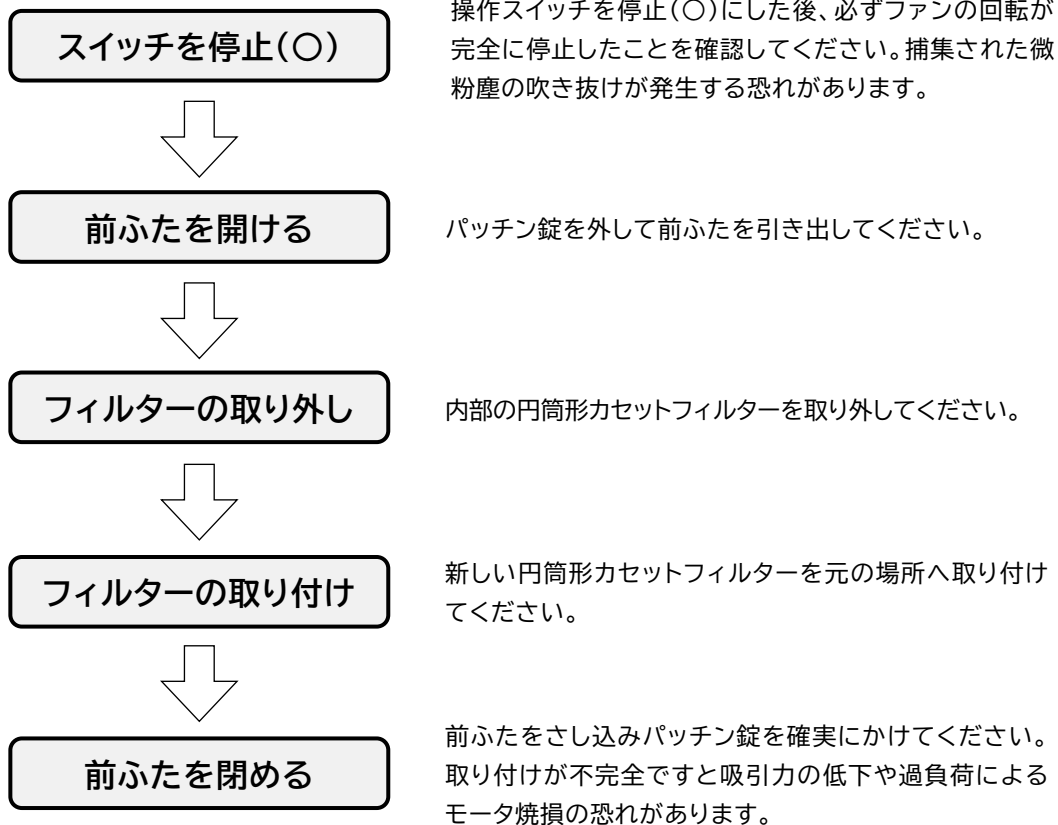 スイッチを停止(〇)
操作スイッチを停止(〇)にした後、必ずファンの回転が
完全に停止したことを確認してください。捕集された微
粉塵の吹き抜けが発生する恐れがあります。
前ふたを開ける
パッチン錠を外して前ふたを引き出してください。
フィルターの取り外し
内部の円筒形カセットフィルターを取り外してください。
フィルターの取り付け
新しい円筒形カセットフィルターを元の場所へ取り付け
てください。
前ふたを閉める
前ふたをさし込みパッチン錠を確実にかけてください。
取り付けが不完全ですと吸引力の低下や過負荷による
モータ焼損の恐れがあります。